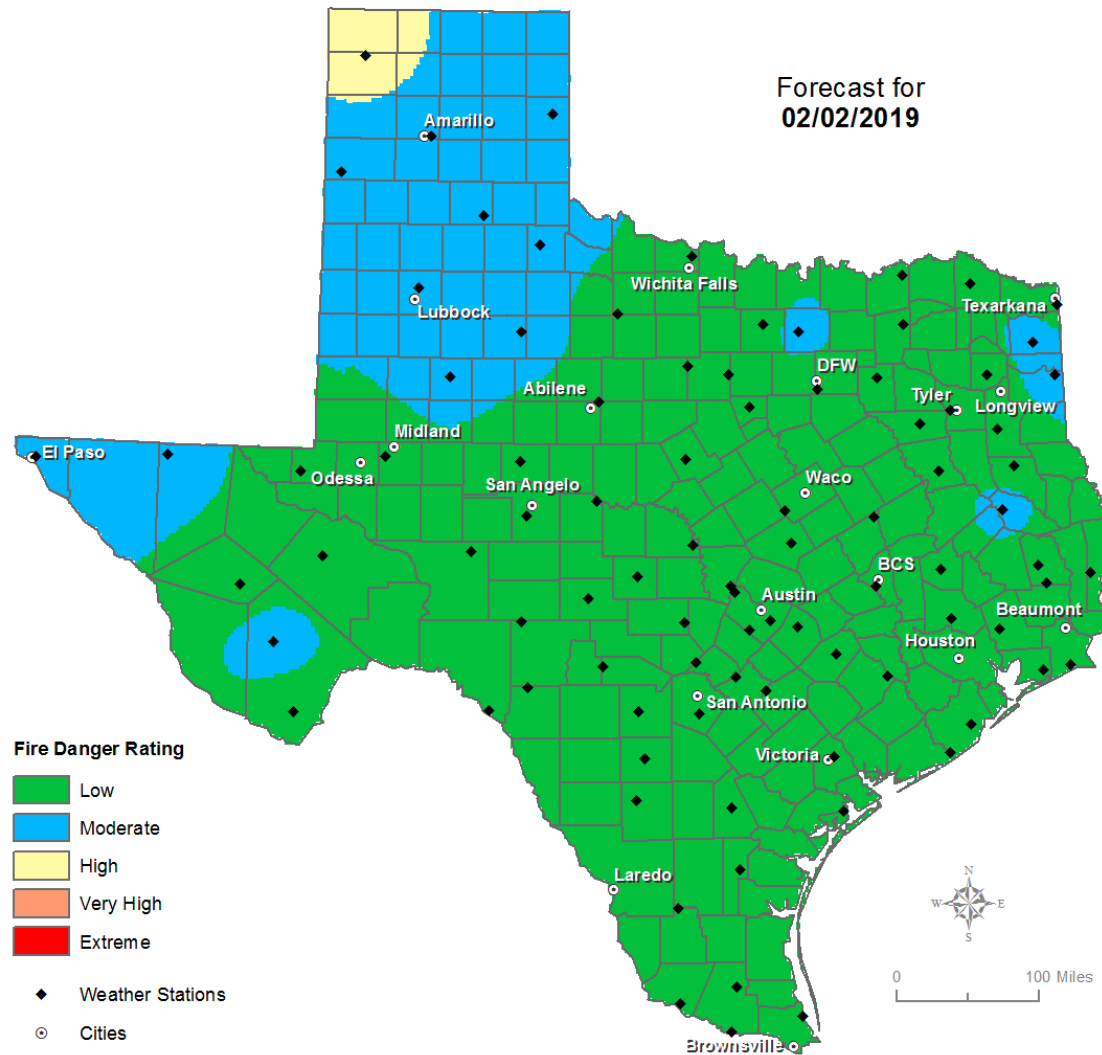 Forecast for
02/02/2019
Amarillo
Wichita Falls
Lubbock
Texarkana
DFW
Abilene
Tyler
Longview
Midland
El Paso
Odessa
San Angelo
Waco
BCS
Austin
Beaumont
Houston
San Antonio
Victoria
Laredo
Brownsville
Fire Danger Rating
Low
Moderate
High
Very High
Extreme
Weather Stations
Cities
N
W
E
S
0 100 Miles